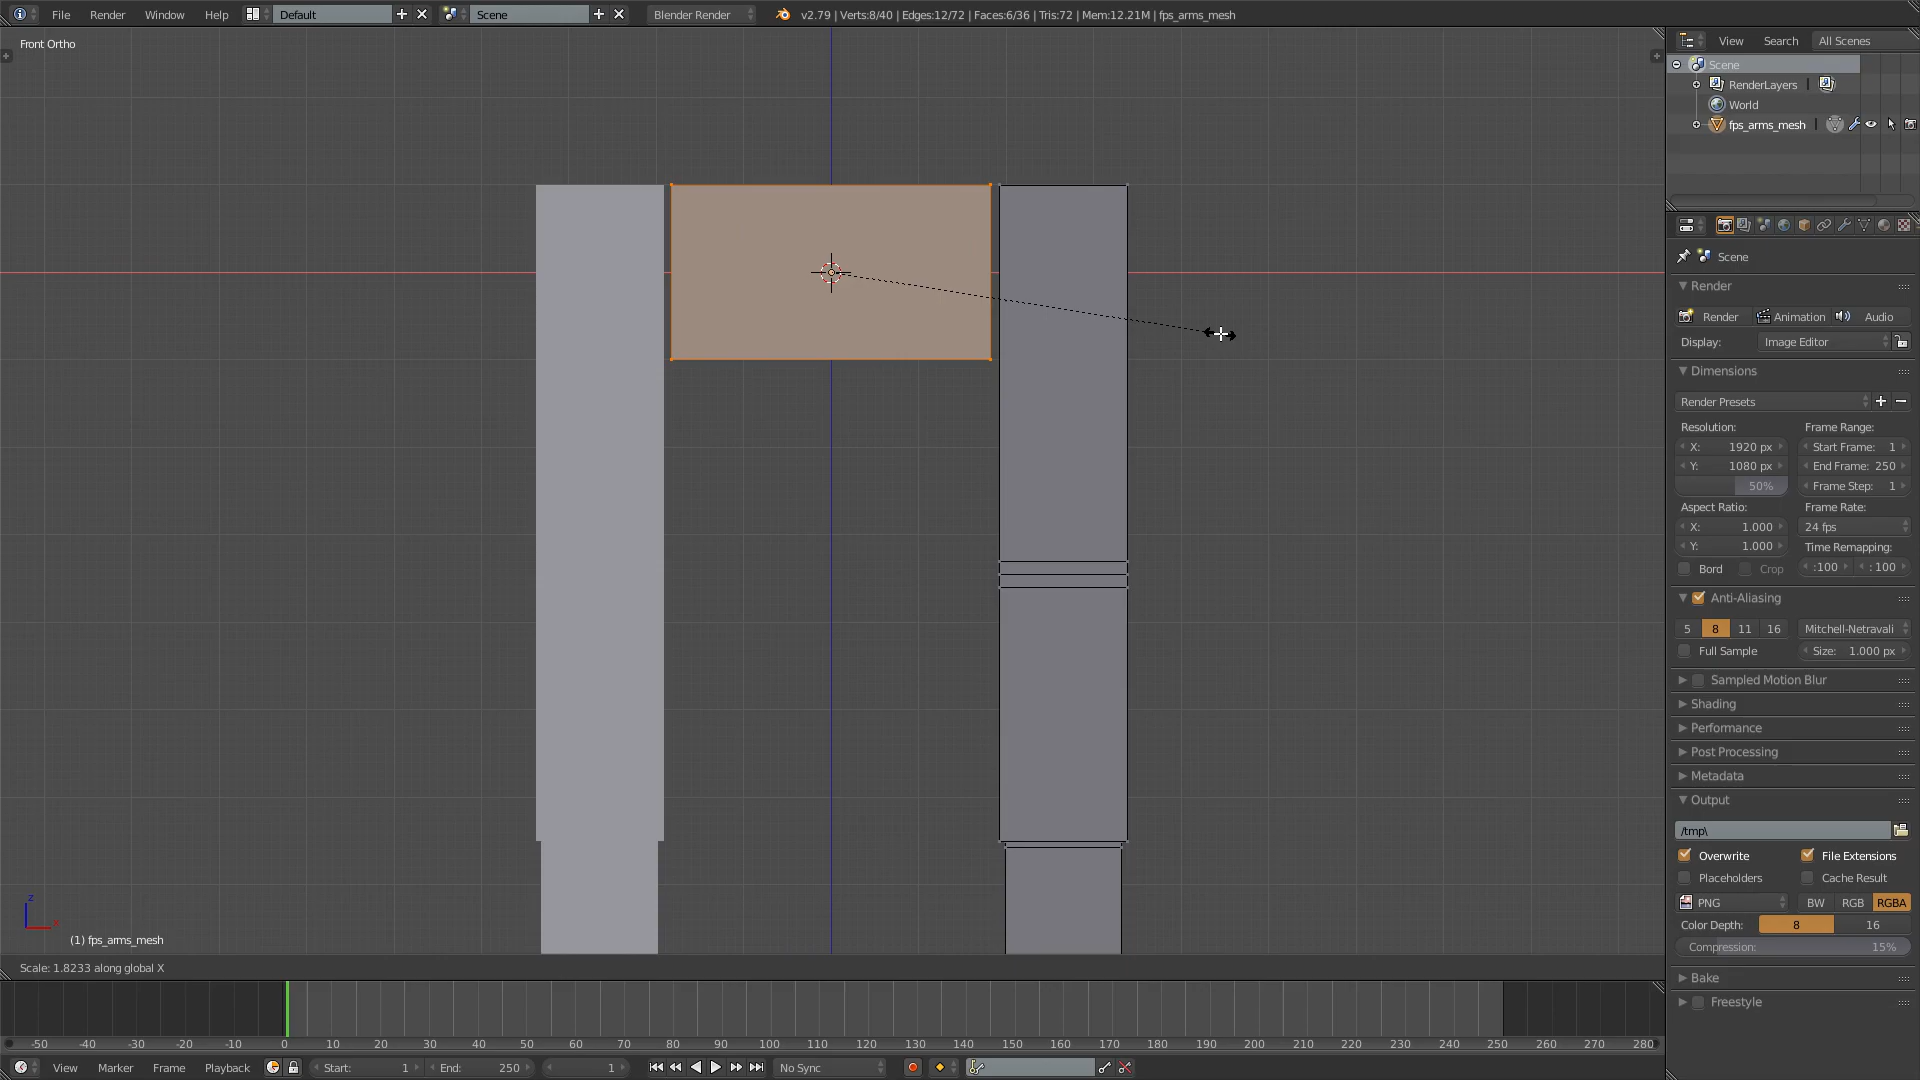 File Render Window Help Default Scene Blender Render v2.79 | Verts:8/40 | Edges:12/72 | Faces:6/36 | Tris:72 | Mem:12.21M | fps_arms_mesh
Front Ortho
View Search All Scenes
Scene
RenderLayers |
World
fps_arms_mesh |
Scene
Render
Render Animation Audio
Display: Image Editor
Dimensions
Render Presets
Resolution: Frame Range:
X: 1920 px Start Frame: 1
Y: 1080 px End Frame: 250
50% Frame Step: 1
Aspect Ratio: Frame Rate:
X: 1.000 24 fps
Y: 1.000 Time Remapping:
Bord Crop :100 : 100
Anti-Aliasing
5 8 11 16 Mitchell-Netravali
Full Sample Size: 1.000 px
Sampled Motion Blur
Shading
Performance
Post Processing
Metadata
Output
/tmp\
Overwrite File Extensions
Placeholders Cache Result
PNG BW RGB RGBA
Color Depth: 8 16
Compression: 15%
Bake
Freestyle
z
x
(1) fps_arms_mesh
Scale: 1.8233 along global X
-50 -40 -30 -20 -10 0 10 20 30 40 50 60 70 80 90 100 110 120 130 140 150 160 170 180 190 200 210 220 230 240 250 260 270 280
View Marker Frame Playback Start: 1 End: 250 1 No Sync